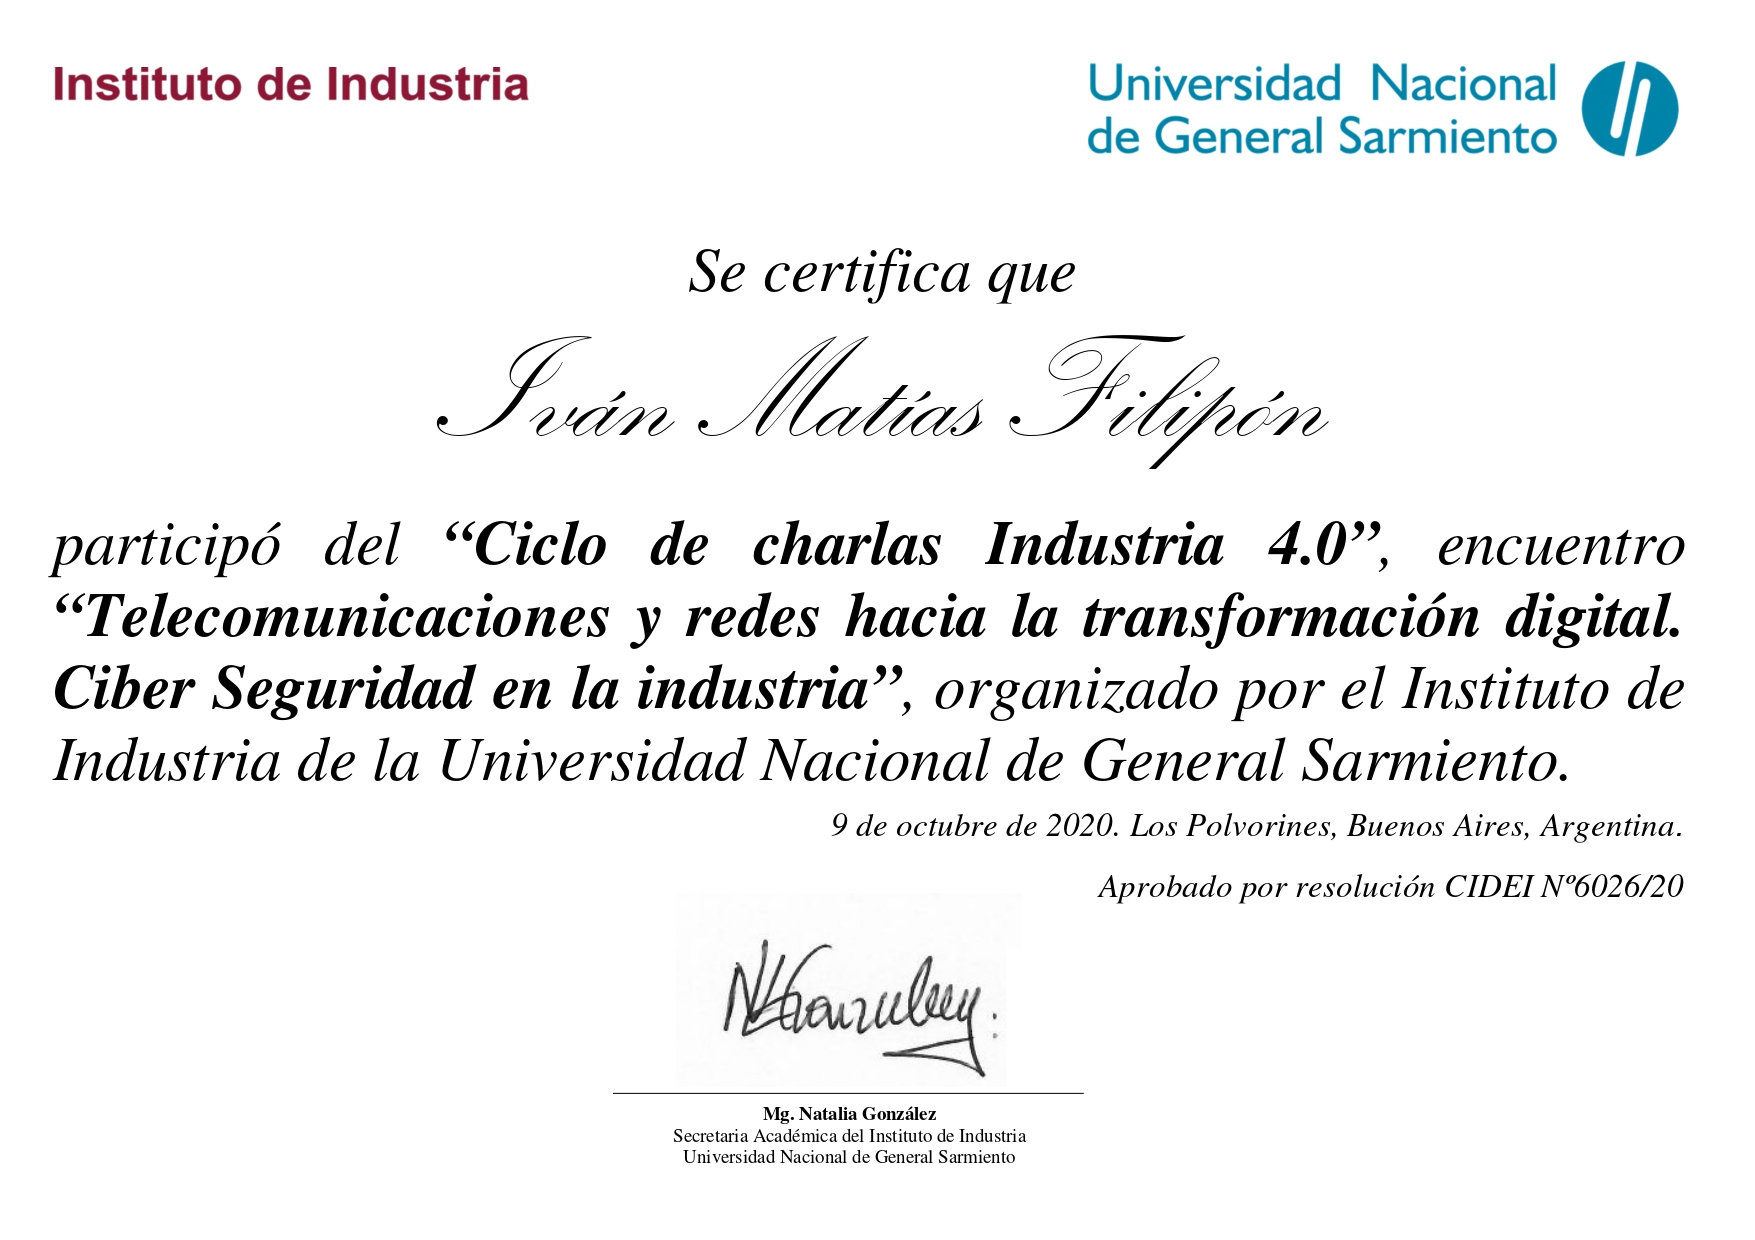 Instituto de Industria
Universidad Nacional
de General Sarmiento
Se certifica que
Iván Matías Filipón
participó del “Ciclo de charlas Industria 4.0”, encuentro
“Telecomunicaciones y redes hacia la transformación digital.
Ciber Seguridad en la industria”, organizado por el Instituto de
Industria de la Universidad Nacional de General Sarmiento.
9 de octubre de 2020. Los Polvorines, Buenos Aires, Argentina.
Aprobado por resolución CIDEI Nº6026/20
Mg. Natalia González
Secretaria Académica del Instituto de Industria
Universidad Nacional de General Sarmiento